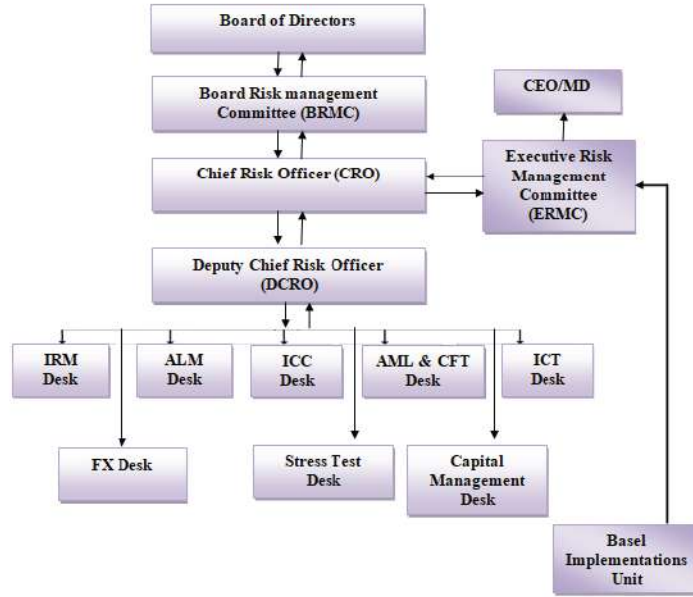 Board of Directors
Board Risk management
Committee (BRMC)
CEO/MD
Chief Risk Officer (CRO)
Executive Risk
Management
Committee
(ERMC)
Deputy Chief Risk Officer
(DCRO)
IRM
Desk
ALM
Desk
ICC
Desk
AML & CFT
Desk
ICT
Desk
FX Desk
Stress Test
Desk
Capital
Management
Desk
Basel
Implementations
Unit